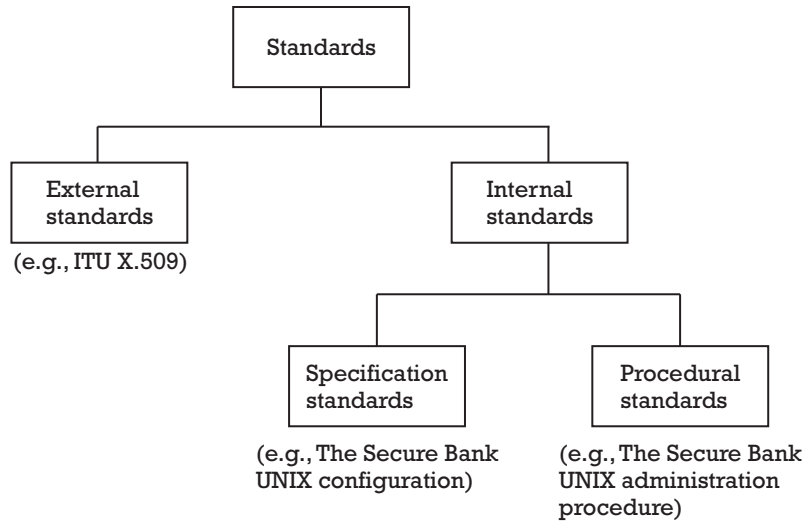 Standards
External
standards
(e.g., ITU X.509)
Internal
standards
Specification
standards
(e.g., The Secure Bank
UNIX configuration)
Procedural
standards
(e.g., The Secure Bank
UNIX administration
procedure)